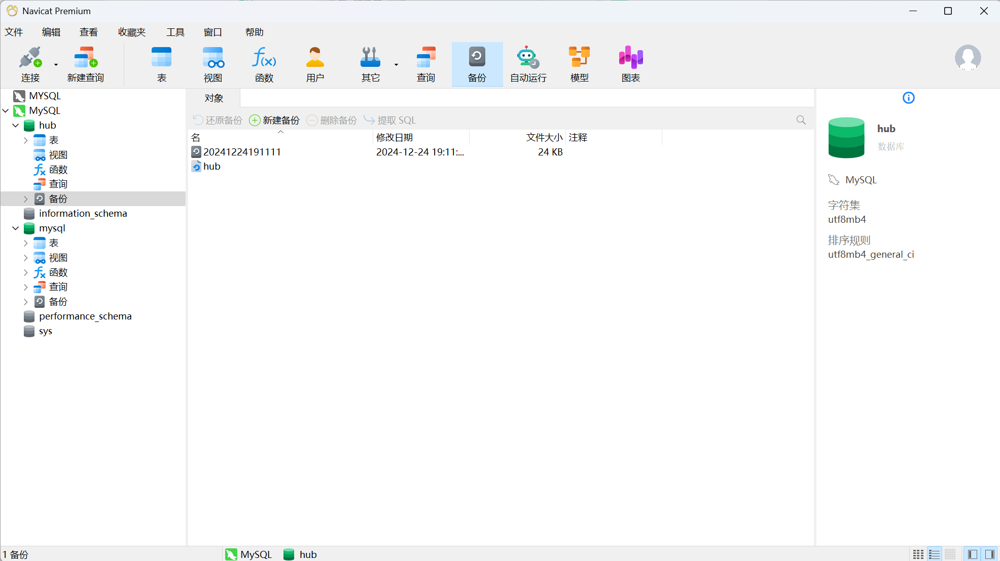 Navicat Premium
文件 编辑 查看 收藏夹 工具 窗口 帮助
连接 新建查询 表 视图 函数 用户 其它 查询 备份 自动运行 模型 图表
MYSQL
MySQL
hub
表
视图
函数
查询
备份
information_schema
mysql
表
视图
函数
查询
备份
performance_schema
sys
对象
还原备份 新建备份 删除备份 提取 SQL
名 修改日期 文件大小 注释
20241224191111 2024-12-24 19:11:... 24 KB
hub
hub
数据库
MySQL
字符集
utf8mb4
排序规则
utf8mb4_general_ci
1 备份 MySQL hub